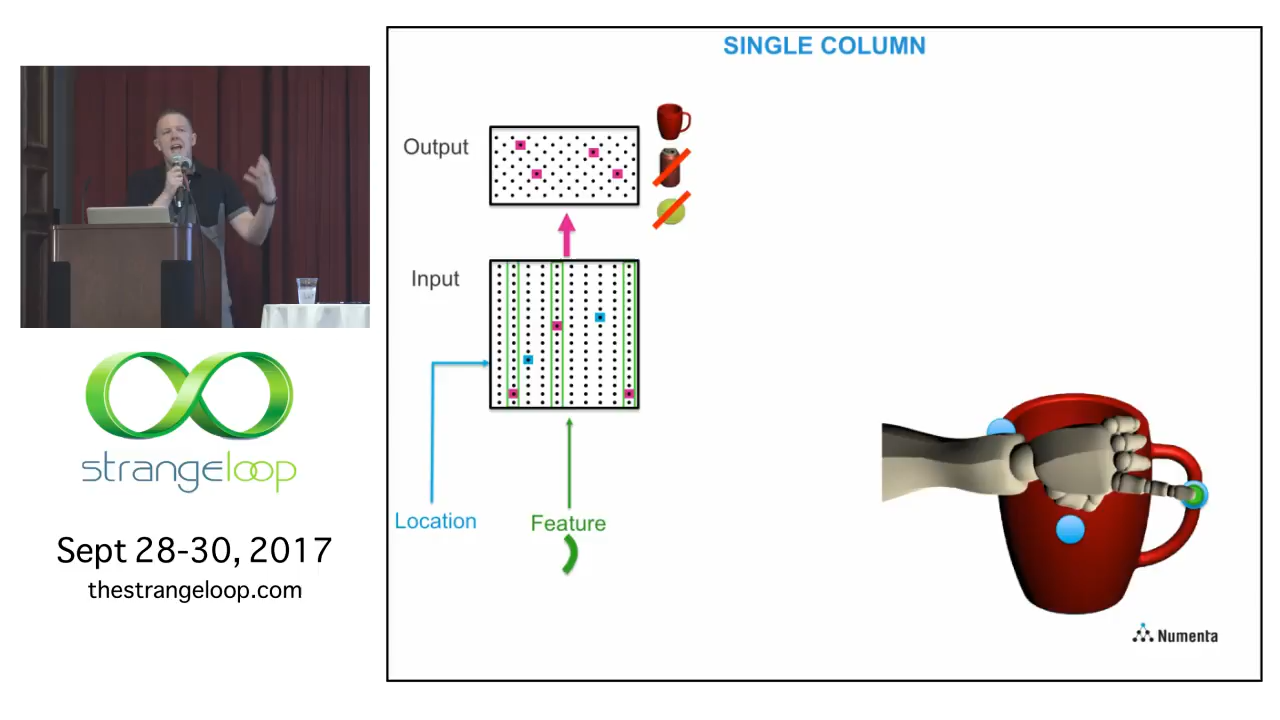 SINGLE COLUMN
Output
Input
Location
Feature
Numenta
strangeloop
Sept 28-30, 2017
thestrangeloop.com